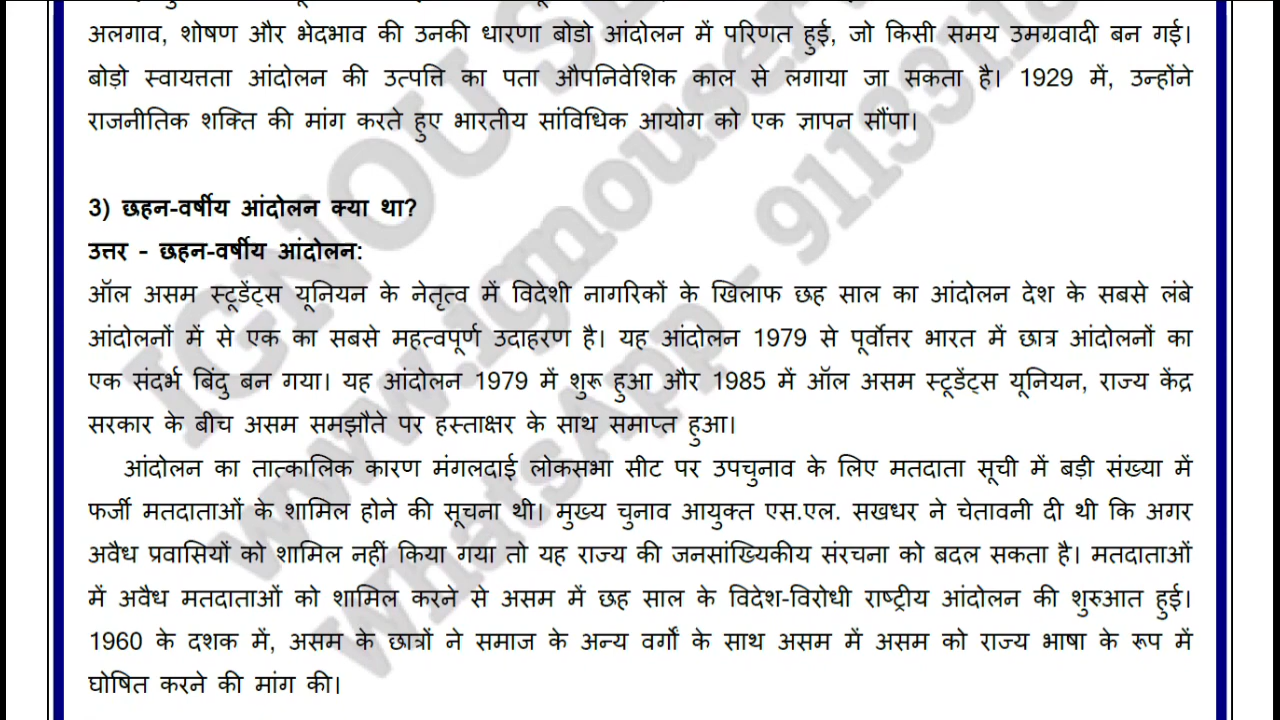 अलगाव, शोषण और भेदभाव की उनकी धारणा बोडो आंदोलन में परिणत हुई, जो किसी समय उमग्रवादी बन गई।
बोड़ो स्वायत्तता आंदोलन की उत्पत्ति का पता औपनिवेशिक काल से लगाया जा सकता है। 1929 में, उन्होंने
राजनीतिक शक्ति की मांग करते हुए भारतीय सांविधिक आयोग को एक ज्ञापन सौंपा।
3) छहन-वर्षीय आंदोलन क्या था?
उत्तर - छहन-वर्षीय आंदोलन:
ऑल असम स्टूडेंट्स यूनियन के नेतृत्व में विदेशी नागरिकों के खिलाफ छह साल का आंदोलन देश के सबसे लंबे
आंदोलनों में से एक का सबसे महत्वपूर्ण उदाहरण है। यह आंदोलन 1979 से पूर्वोत्तर भारत में छात्र आंदोलनों का
एक संदर्भ बिंदु बन गया। यह आंदोलन 1979 में शुरू हुआ और 1985 में ऑल असम स्टूडेंट्स यूनियन, राज्य केंद्र
सरकार के बीच असम समझौते पर हस्ताक्षर के साथ समाप्त हुआ।
आंदोलन का तात्कालिक कारण मंगलदाई लोकसभा सीट पर उपचुनाव के लिए मतदाता सूची में बड़ी संख्या में
फर्जी मतदाताओं के शामिल होने की सूचना थी। मुख्य चुनाव आयुक्त एस.एल. सखधर ने चेतावनी दी थी कि अगर
अवैध प्रवासियों को शामिल नहीं किया गया तो यह राज्य की जनसांख्यिकीय संरचना को बदल सकता है। मतदाताओं
में अवैध मतदाताओं को शामिल करने से असम में छह साल के विदेश-विरोधी राष्ट्रीय आंदोलन की शुरुआत हुई।
1960 के दशक में, असम के छात्रों ने समाज के अन्य वर्गों के साथ असम में असम को राज्य भाषा के रूप में
घोषित करने की मांग की।
IGNOU SE
www.ignouser
WhatsApp - 9113311